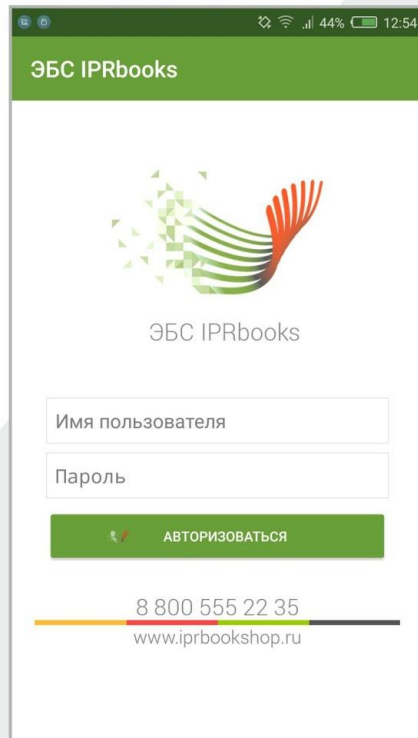 44% 12:54
ЭБС IPRbooks
ЭБС IPRbooks
Имя пользователя
Пароль
АВТОРИЗОВАТЬСЯ
8 800 555 22 35
www.iprbookshop.ru